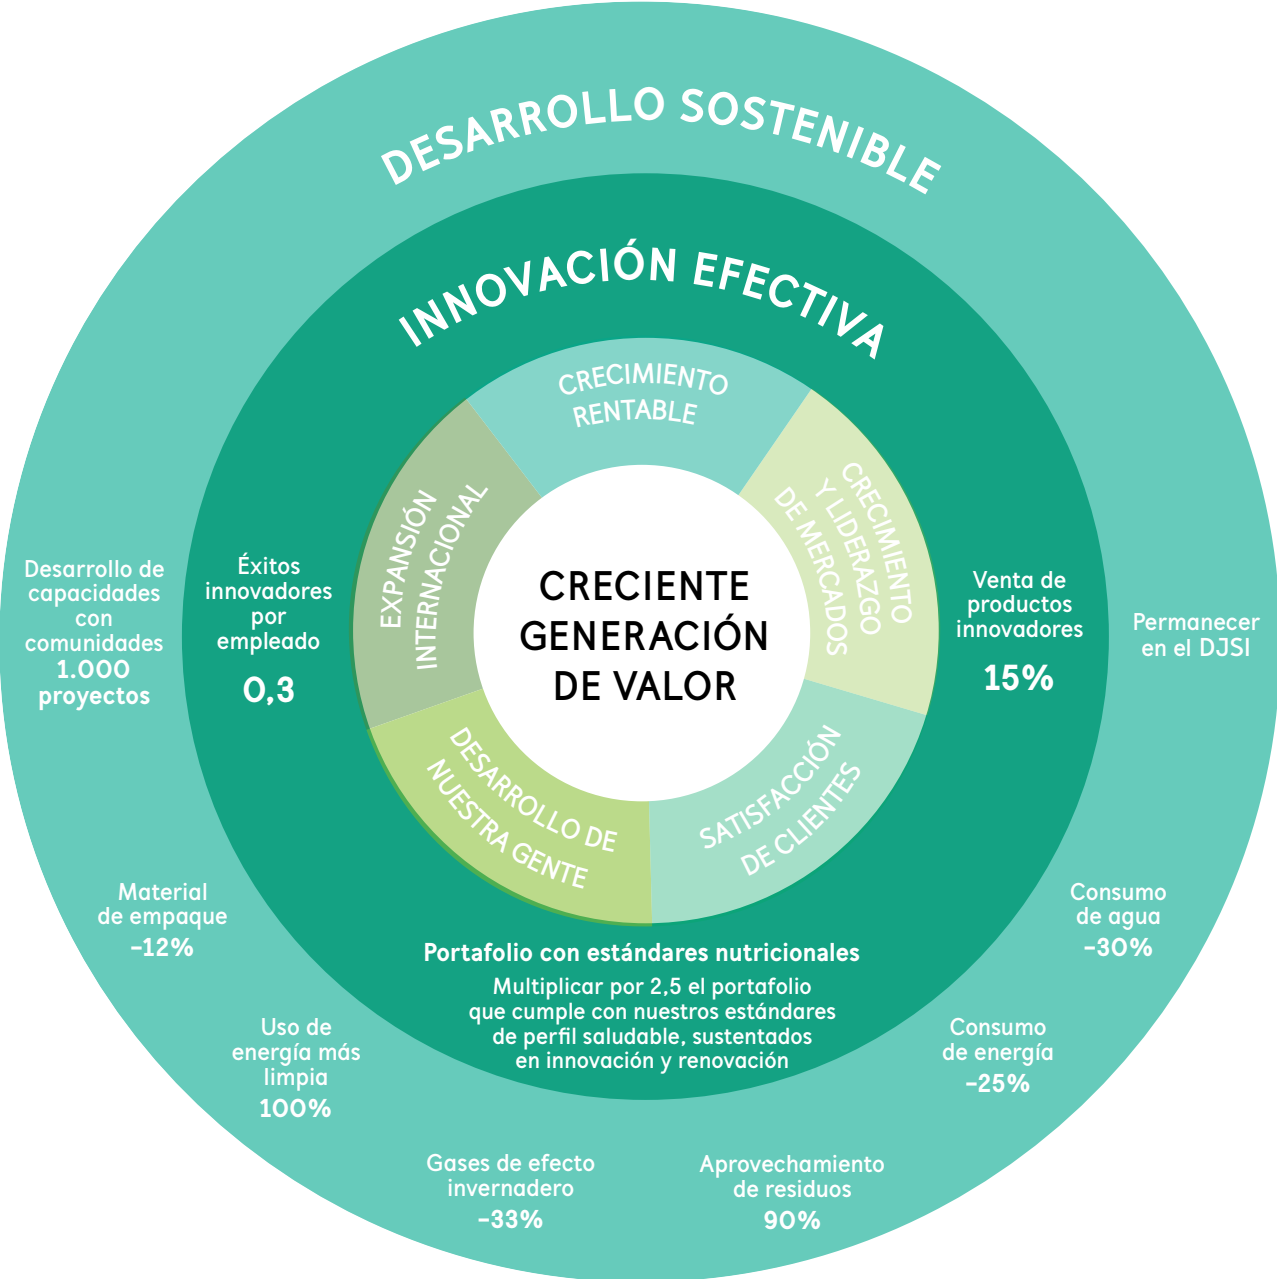 DESARROLLO SOSTENIBLE
INNOVACIÓN EFECTIVA
CRECIMIENTO
RENTABLE
CRECIMIENTO
Y LIDERAZGO
DE MERCADOS
EXPANSIÓN
INTERNACIONAL
CRECIENTE
GENERACIÓN
DE VALOR
SATISFACCIÓN
DE CLIENTES
DESARROLLO DE
NUESTRA GENTE
Desarrollo de
capacidades
con
comunidades
1.000
proyectos
Éxitos
innovadores
por
empleado
0,3
Venta de
productos
innovadores
15%
Permanecer
en el DJSI
Material
de empaque
-12%
Portafolio con estándares nutricionales
Multiplicar por 2,5 el portafolio
que cumple con nuestros estándares
de perfil saludable, sustentados
en innovación y renovación
Consumo
de agua
-30%
Uso de
energía más
limpia
100%
Consumo
de energía
-25%
Gases de efecto
invernadero
-33%
Aprovechamiento
de residuos
90%